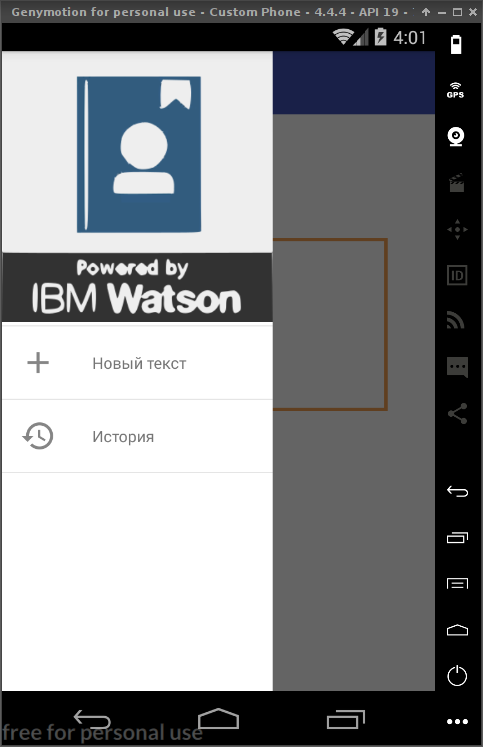 Genymotion for personal use - Custom Phone - 4.4.4 - API 19 -
4:01
GPS
Powered by
IBM Watson
Новый текст
ID
История
free for personal use